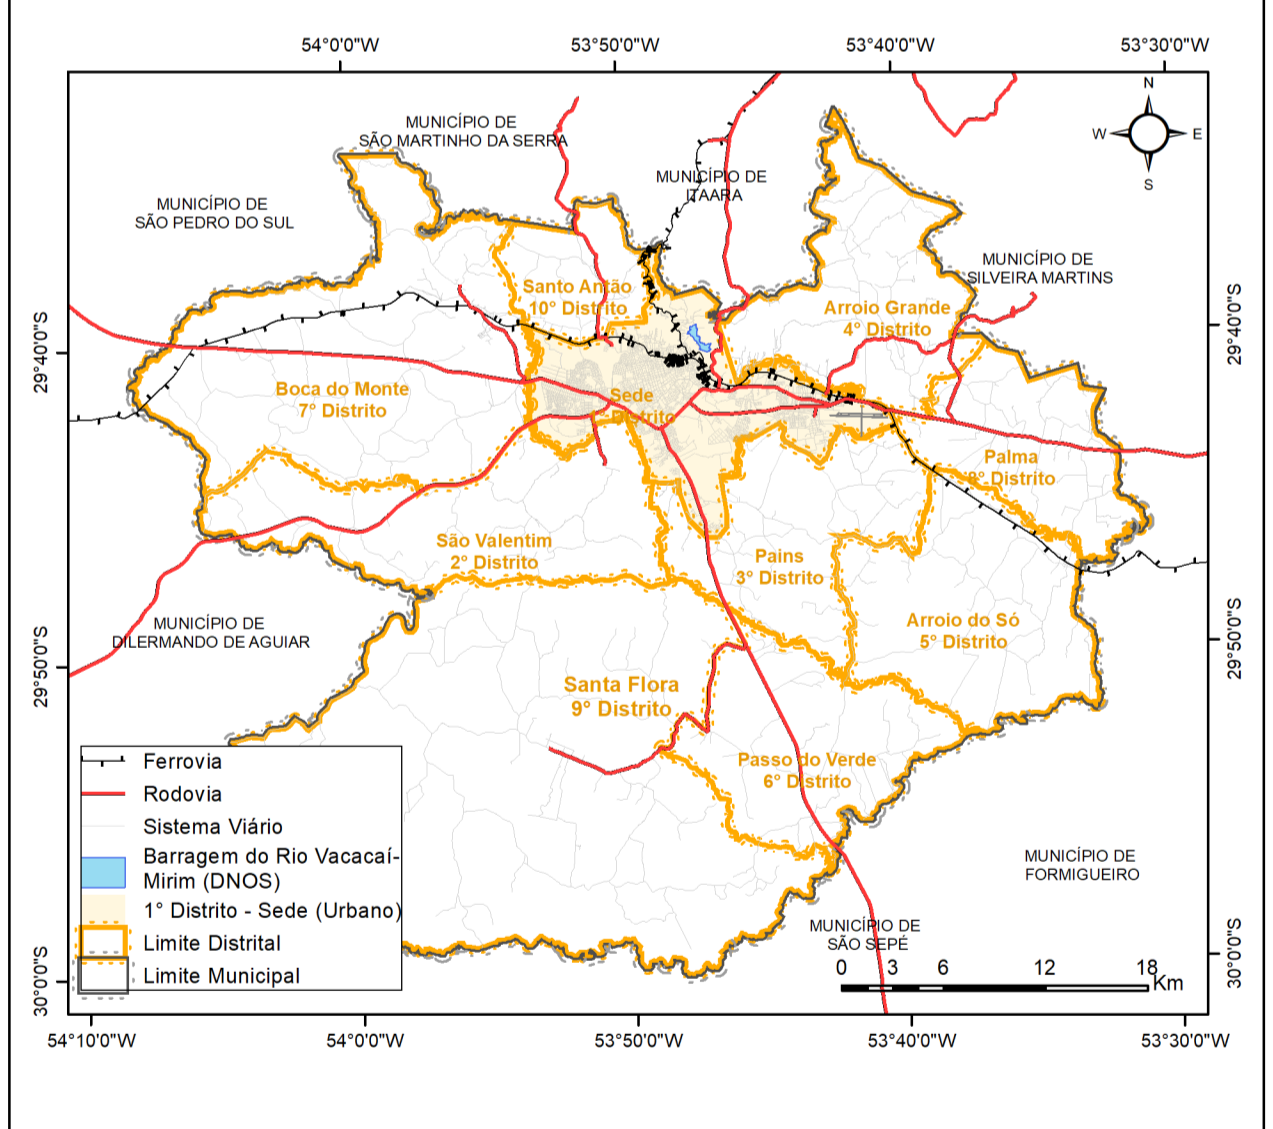 54°0'0"W
53°50'0"W
53°40'0"W
53°30'0"W
N
W
E
S
MUNICÍPIO DE
SÃO MARTINHO DA SERRA
MUNICÍPIO DE
ITAARA
MUNICÍPIO DE
SÃO PEDRO DO SUL
MUNICÍPIO DE
SILVEIRA MARTINS
Santo Antão
10° Distrito
Arroio Grande
4° Distrito
29°40'0"S
29°40'0"S
Boca do Monte
7° Distrito
Sede
Distrito
Palma
8° Distrito
São Valentim
2° Distrito
Pains
3° Distrito
Arroio do Só
5° Distrito
MUNICÍPIO DE
DILERMANDO DE AGUIAR
29°50'0"S
29°50'0"S
Santa Flora
9° Distrito
Passo do Verde
6° Distrito
MUNICÍPIO DE
FORMIGUEIRO
MUNICÍPIO DE
SÃO SEPÉ
Ferrovia
Rodovia
Sistema Viário
Barragem do Rio Vacacaí-
Mirim (DNOS)
1° Distrito - Sede (Urbano)
Limite Distrital
Limite Municipal
0 3 6 12 18
Km
30°0'0"S
30°0'0"S
54°10'0"W
54°0'0"W
53°50'0"W
53°40'0"W
53°30'0"W